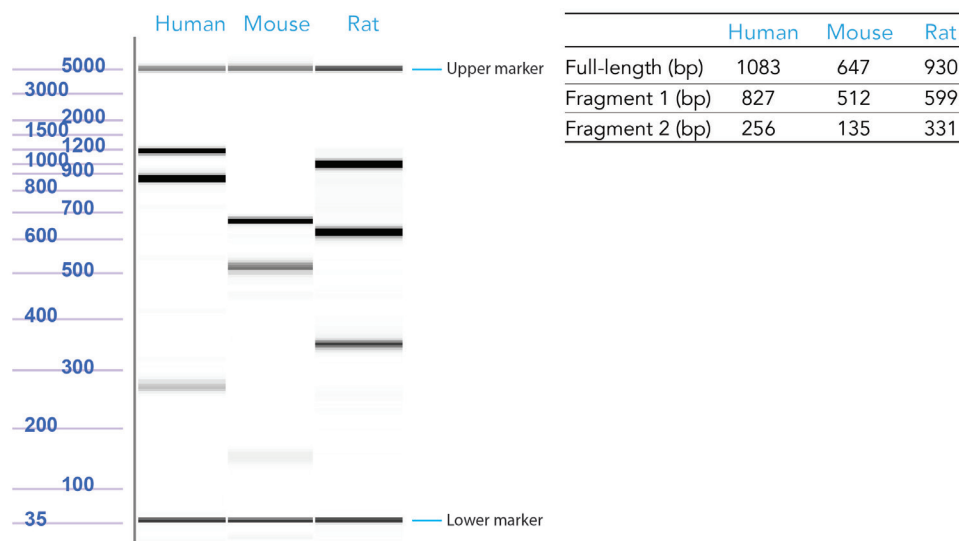 Human Mouse Rat
5000
3000
2000
1500
1200
1000
900
800
700
600
500
400
300
200
100
35
Upper marker
Lower marker
Human Mouse Rat
Full-length (bp) 1083 647 930
Fragment 1 (bp) 827 512 599
Fragment 2 (bp) 256 135 331